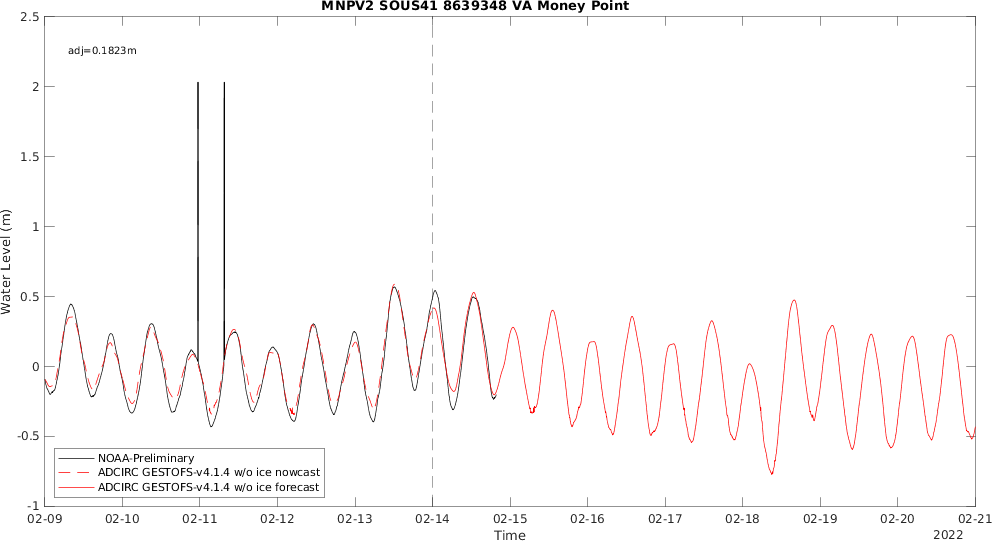 MNPV2 SOUS41 8639348 VA Money Point
adj=0.1823m
2.5
2
1.5
1
0.5
0
-0.5
-1
Water Level (m)
NOAA-Preliminary
ADCIRC GESTOFS-v4.1.4 w/o ice nowcast
ADCIRC GESTOFS-v4.1.4 w/o ice forecast
02-09 02-10 02-11 02-12 02-13 02-14 02-15 02-16 02-17 02-18 02-19 02-20 02-21
Time
2022